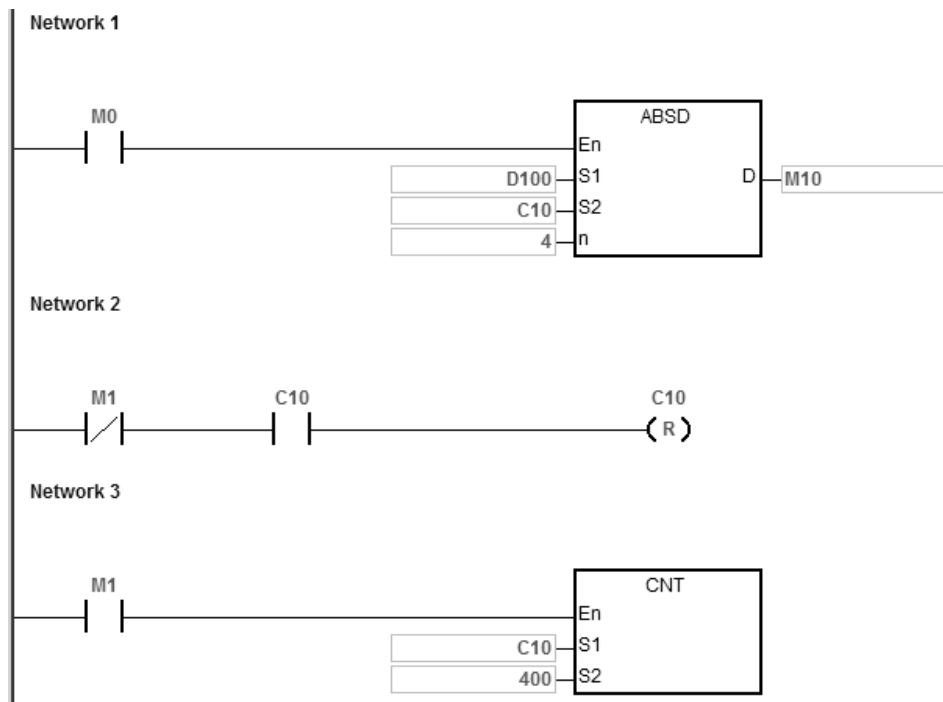 Network 1
M0
ABSD
En
D100 S1 D M10
C10 S2
4 n
Network 2
M1 C10 C10
R
Network 3
M1
CNT
En
C10 S1
400 S2